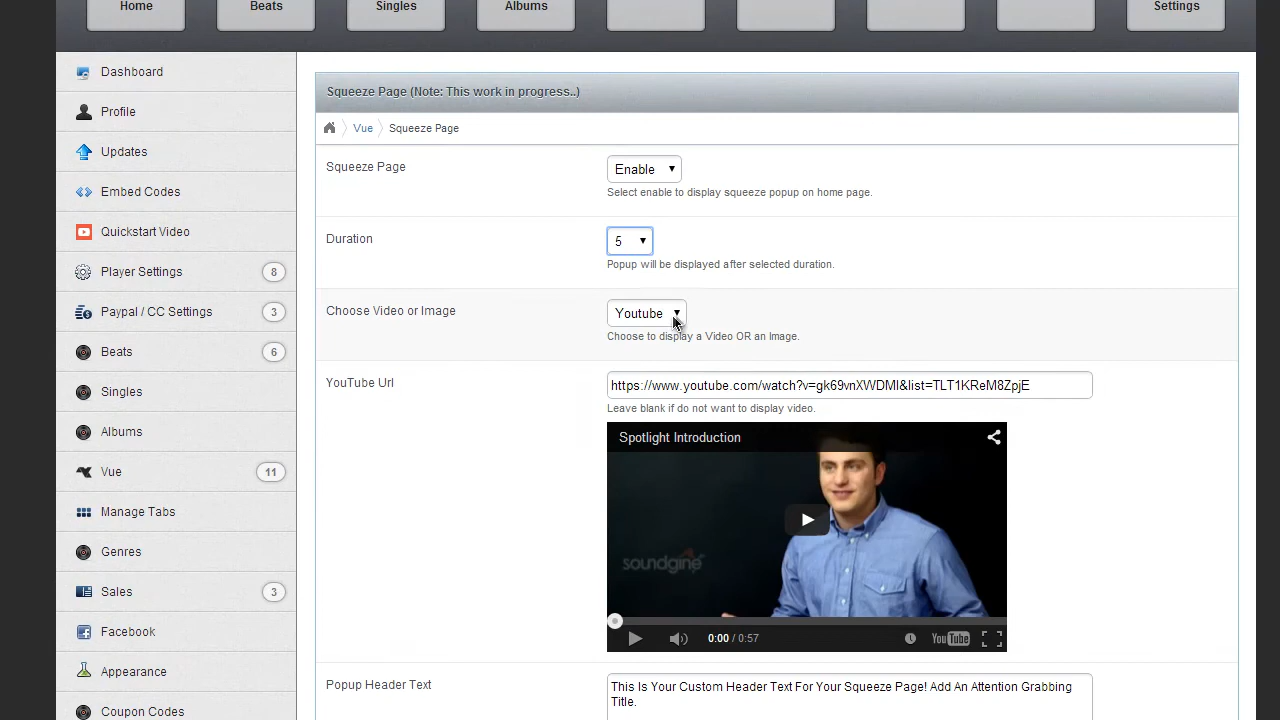 Home
Beats
Singles
Albums
Settings
Dashboard
Profile
Updates
Embed Codes
Quickstart Video
Player Settings 8
Paypal / CC Settings 3
Beats 6
Singles
Albums
Vue 11
Manage Tabs
Genres
Sales 3
Facebook
Appearance
Coupon Codes
Squeeze Page (Note: This work in progress..)
Vue Squeeze Page
Squeeze Page
Enable
Select enable to display squeeze popup on home page.
Duration
5
Popup will be displayed after selected duration.
Choose Video or Image
Youtube
Choose to display a Video OR an Image.
YouTube Url
https://www.youtube.com/watch?v=gk69vnXWDMI&list=TLT1KReM8ZpjE
Leave blank if do not want to display video.
Spotlight Introduction
soundgine
0:00 / 0:57
YouTube
Popup Header Text
This Is Your Custom Header Text For Your Squeeze Page! Add An Attention Grabbing
Title.